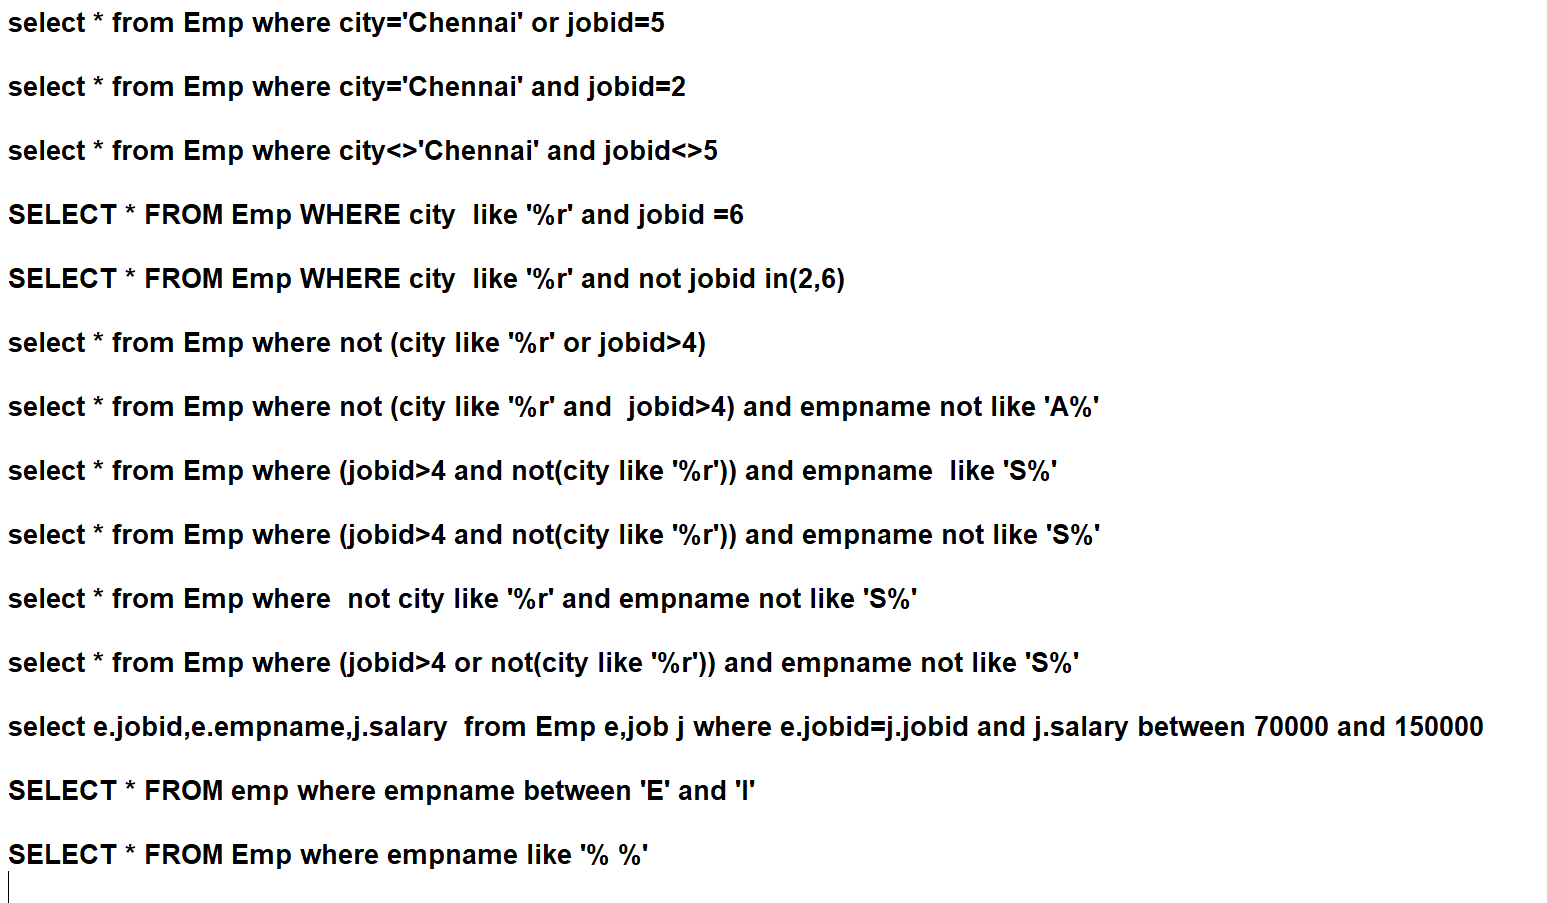 select * from Emp where city='Chennai' or jobid=5
select * from Emp where city='Chennai' and jobid=2
select * from Emp where city<>'Chennai' and jobid<>5
SELECT * FROM Emp WHERE city  like '%r' and jobid =6
SELECT * FROM Emp WHERE city  like '%r' and not jobid in(2,6)
select * from Emp where not (city like '%r' or jobid>4)
select * from Emp where not (city like '%r' and  jobid>4) and empname not like 'A%'
select * from Emp where (jobid>4 and not(city like '%r')) and empname  like 'S%'
select * from Emp where (jobid>4 and not(city like '%r')) and empname not like 'S%'
select * from Emp where  not city like '%r' and empname not like 'S%'
select * from Emp where (jobid>4 or not(city like '%r')) and empname not like 'S%'
select e.jobid,e.empname,j.salary  from Emp e,job j where e.jobid=j.jobid and j.salary between 70000 and 150000
SELECT * FROM emp where empname between 'E' and 'I'
SELECT * FROM Emp where empname like '% %'